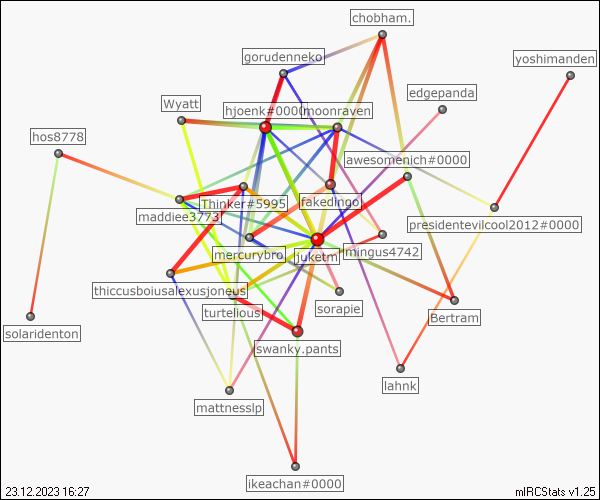 chobham.
gorudenneko
yoshimanden
edgepanda
Wyatt
hjoenk#0000
moonraven
hos8778
awesomenich#0000
Thinker#5995
fakedingo
maddiee3773
presidentevilcool2012#0000
mercurybro
juketm
mingus4742
thiccusboiusalexusjoneus
turtelious
sorapie
Bertram
solaridenton
swanky.pants
lahnk
mattnesslp
ikeachan#0000
23.12.2023 16:27
mIRCStats v1.25